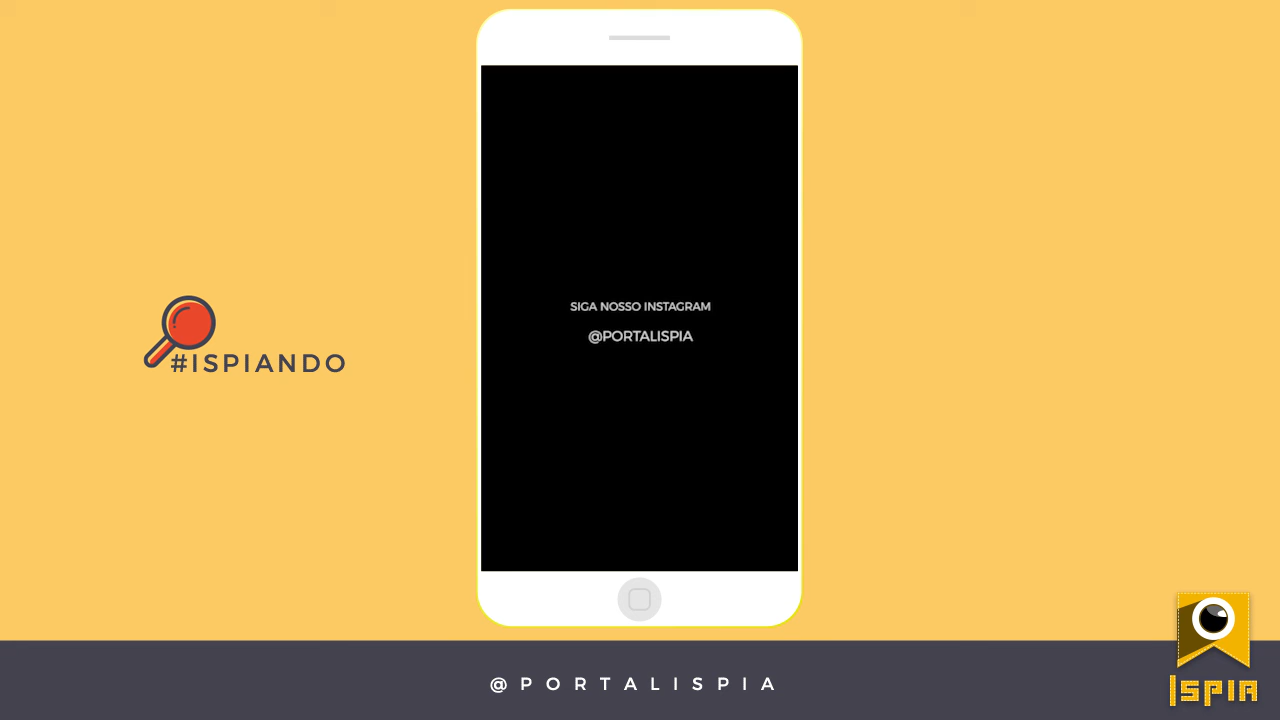 SIGA NOSSO INSTAGRAM
@PORTALISPIA
#ISPIANDO
@PORTALISPIA
ISPIA